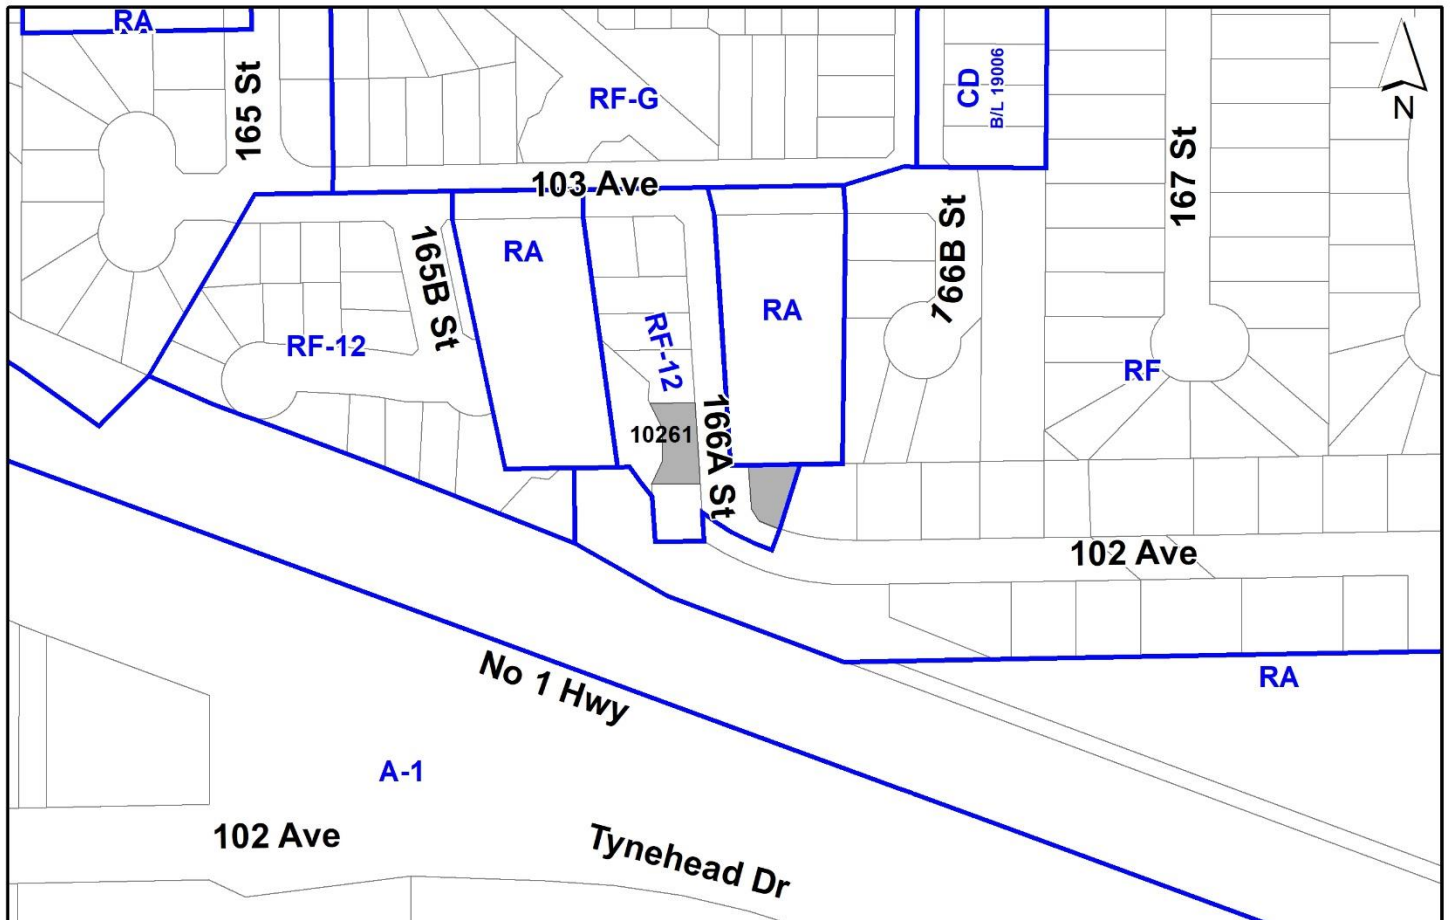 RA
165 St
RF-G
CD
B/L 19006
N
167 St
103 Ave
166B St
165B St
RA
RA
RF-12
RF-12
RF
10261
166A St
102 Ave
No 1 Hwy
RA
A-1
102 Ave
Tynehead Dr